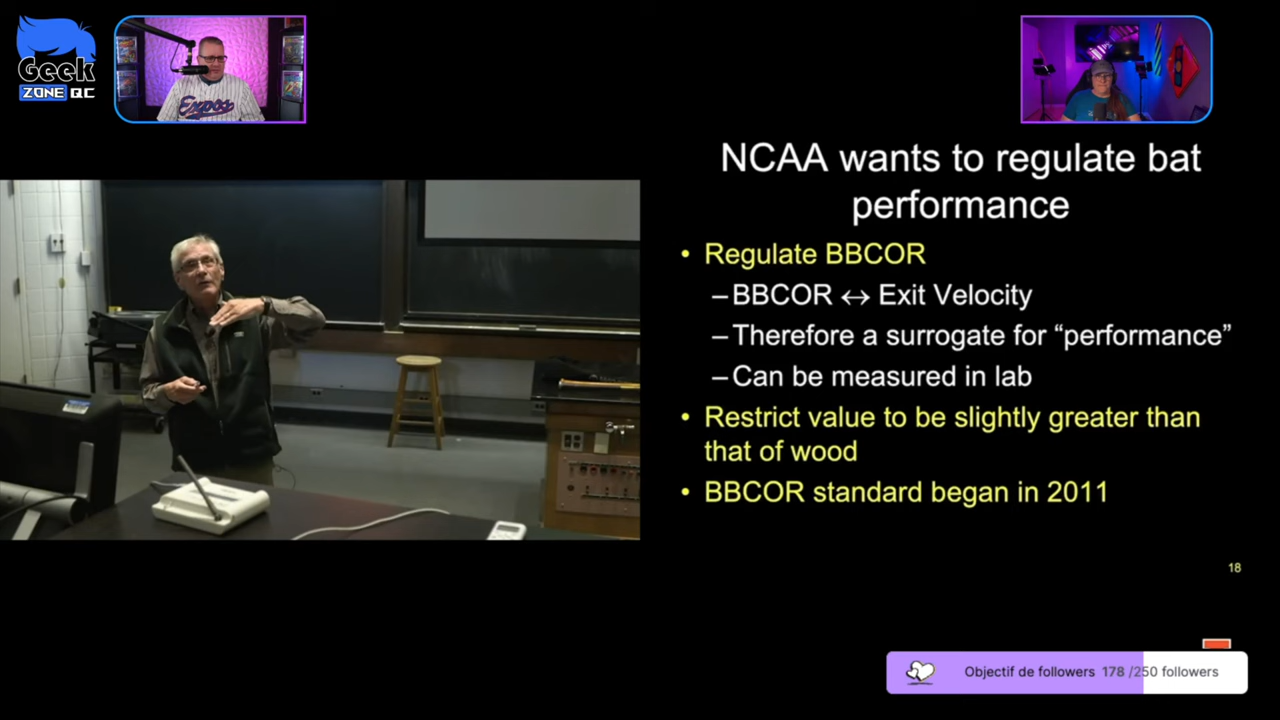 Geek
ZONE QC
Expos
NCAA wants to regulate bat
performance
• Regulate BBCOR
–BBCOR ↔ Exit Velocity
–Therefore a surrogate for “performance”
–Can be measured in lab
• Restrict value to be slightly greater than
that of wood
• BBCOR standard began in 2011
18
Objectif de followers 178 /250 followers